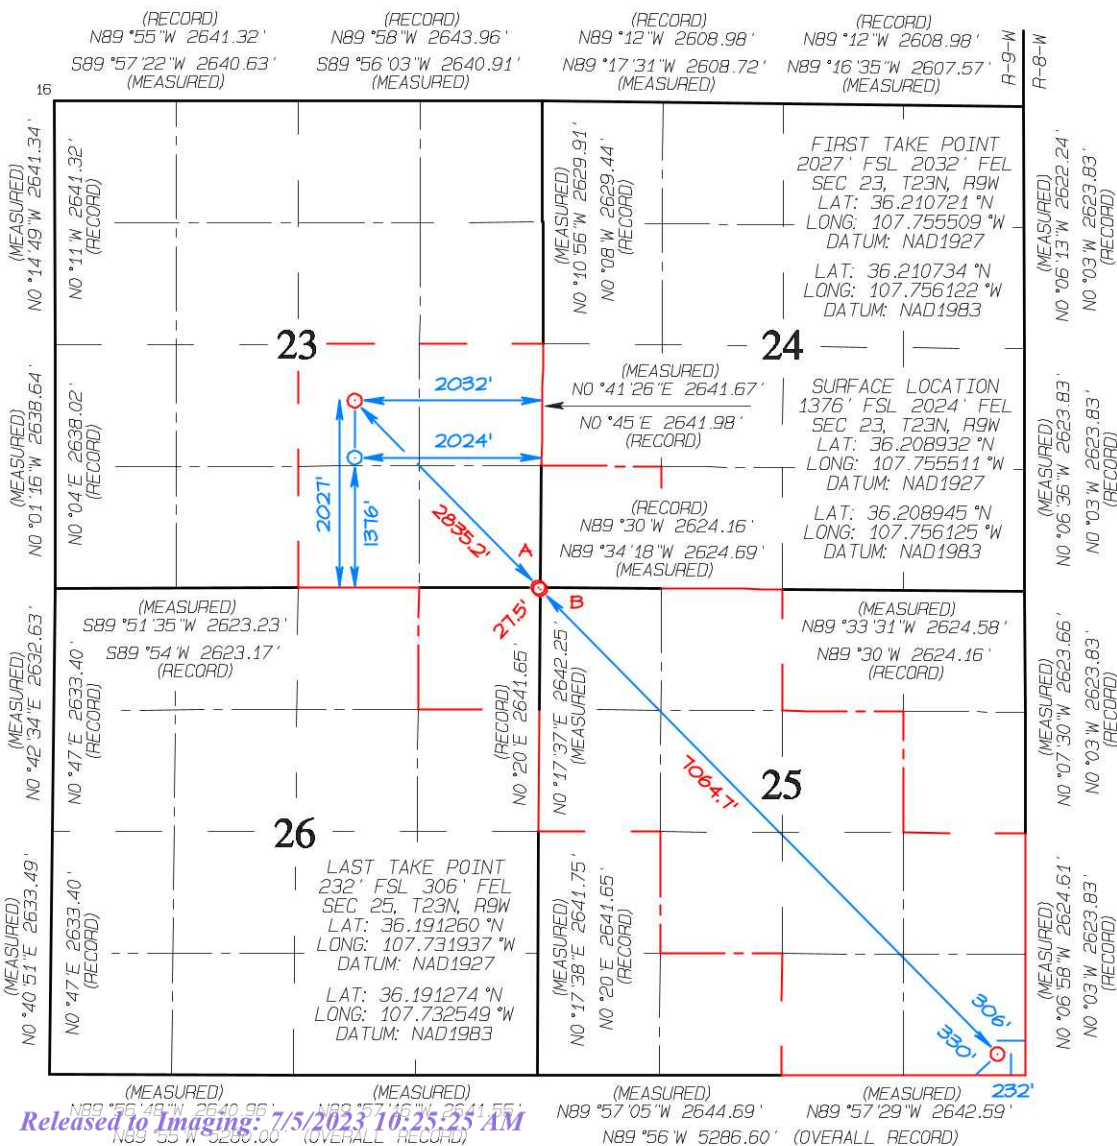 (RECORD)
N89°55'W 2641.32'
S89°57'22"W 2640.63'
(MEASURED)
(RECORD)
N89°58'W 2643.96'
S89°56'03"W 2640.91'
(MEASURED)
(RECORD)
N89°12'W 2608.98'
N89°17'31"W 2608.72'
(MEASURED)
(RECORD)
N89°12'W 2608.98'
N89°16'35"W 2607.57'
(MEASURED)
R-9-W
R-8-W
16
(MEASURED)
N0°14'49"W 2641.34'
N0°11'W 2641.32'
(RECORD)
(MEASURED)
N0°10'56"W 2629.91'
N0°08'W 2629.44'
(RECORD)
FIRST TAKE POINT
2027' FSL 2032' FEL
SEC 23, T23N, R9W
LAT: 36.210721°N
LONG: 107.755509°W
DATUM: NAD1927
LAT: 36.210734°N
LONG: 107.756122°W
DATUM: NAD1983
(MEASURED)
N0°06'13"W 2622.24'
N0°03'W 2623.83'
(RECORD)
23
24
(MEASURED)
N0°01'16"W 2638.64'
N0°04'E 2638.02'
(RECORD)
2032'
2024'
2027'
1376'
2835.2'
A
(MEASURED)
N0°41'26"E 2641.67'
N0°45'E 2641.98'
(RECORD)
SURFACE LOCATION
1376' FSL 2024' FEL
SEC 23, T23N, R9W
LAT: 36.208932°N
LONG: 107.755511°W
DATUM: NAD1927
LAT: 36.208945°N
LONG: 107.756125°W
DATUM: NAD1983
(RECORD)
N89°30'W 2624.16'
N89°34'18"W 2624.69'
(MEASURED)
(MEASURED)
N0°06'36"W 2623.83'
N0°03'W 2623.83'
(RECORD)
(MEASURED)
S89°51'35"W 2623.23'
S89°54'W 2623.17'
(RECORD)
27.5'
B
(MEASURED)
N89°33'31"W 2624.58'
N89°30'W 2624.16'
(RECORD)
(MEASURED)
N0°42'34"E 2632.63'
N0°47'E 2633.40'
(RECORD)
(RECORD)
N0°20'E 2641.65'
N0°17'37"E 2642.25'
(MEASURED)
7064.7'
(MEASURED)
N0°07'30"W 2623.66'
N0°03'W 2623.83'
(RECORD)
25
26
LAST TAKE POINT
232' FSL 306' FEL
SEC 25, T23N, R9W
LAT: 36.191260°N
LONG: 107.731937°W
DATUM: NAD1927
LAT: 36.191274°N
LONG: 107.732549°W
DATUM: NAD1983
(MEASURED)
N0°40'51"E 2633.49'
N0°47'E 2633.40'
(RECORD)
(MEASURED)
N0°17'38"E 2641.75'
N0°20'E 2641.65'
(RECORD)
(MEASURED)
N0°06'58"W 2624.61'
N0°03'W 2623.83'
(RECORD)
306'
330'
232'
(MEASURED)
N89°56'48"W 2640.96'
(MEASURED)
2641.55'
N89°55'W 5280.00' (OVERALL RECORD)
Released to Imaging: 7/5/2023 10:25:25 AM
(MEASURED)
N89°57'05"W 2644.69'
(MEASURED)
N89°57'29"W 2642.59'
N89°56'W 5286.60' (OVERALL RECORD)